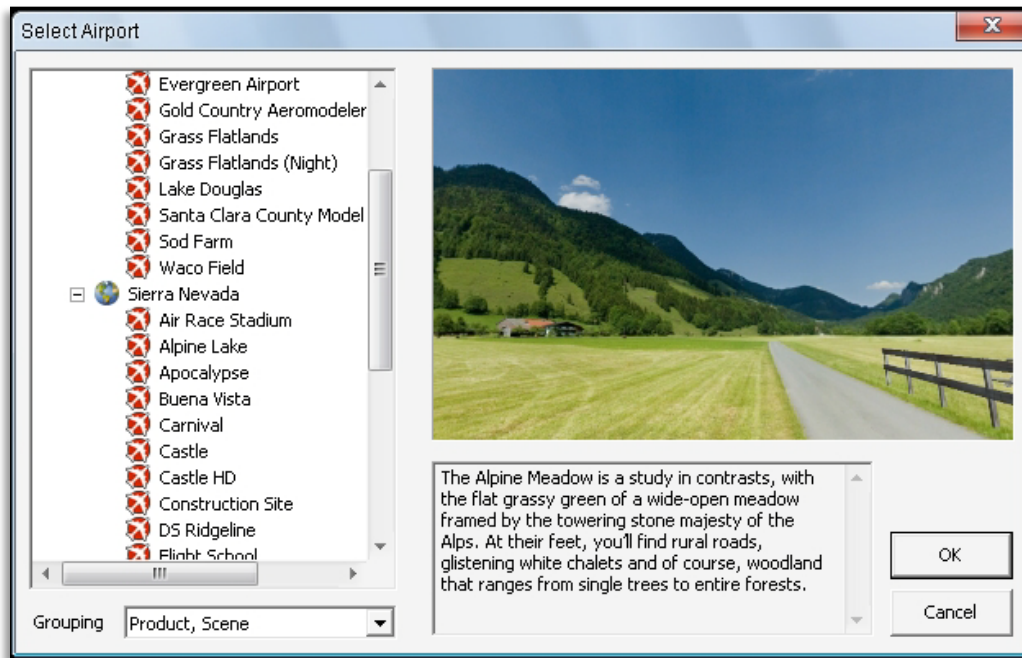 Select Airport
Evergreen Airport
Gold Country Aeromodeler
Grass Flatlands
Grass Flatlands (Night)
Lake Douglas
Santa Clara County Model
Sod Farm
Waco Field
Sierra Nevada
Air Race Stadium
Alpine Lake
Apocalypse
Buena Vista
Carnival
Castle
Castle HD
Construction Site
DS Ridgeline
Flight School
Grouping
Product, Scene
The Alpine Meadow is a study in contrasts, with
the flat grassy green of a wide-open meadow
framed by the towering stone majesty of the
Alps. At their feet, you'll find rural roads,
glistening white chalets and of course, woodland
that ranges from single trees to entire forests.
OK
Cancel